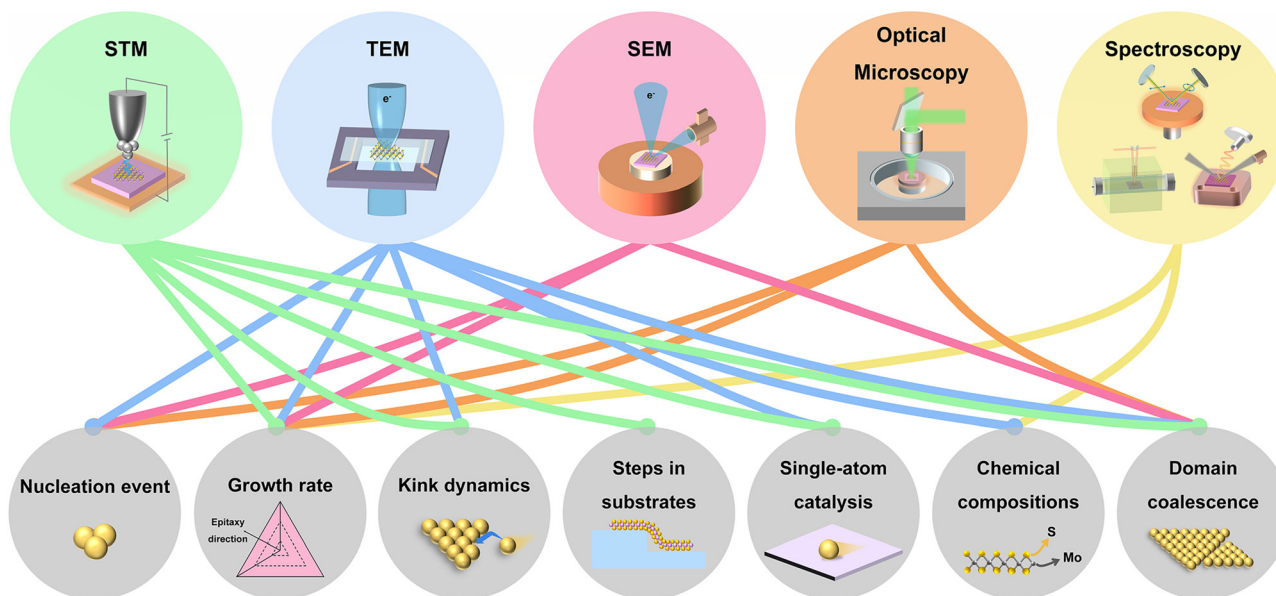 STM
TEM
SEM
Optical
Microscopy
Spectroscopy
e-
e-
Nucleation event
Growth rate
Epitaxy
direction
Kink dynamics
Steps in
substrates
Single-atom
catalysis
Chemical
compositions
S
Mo
Domain
coalescence